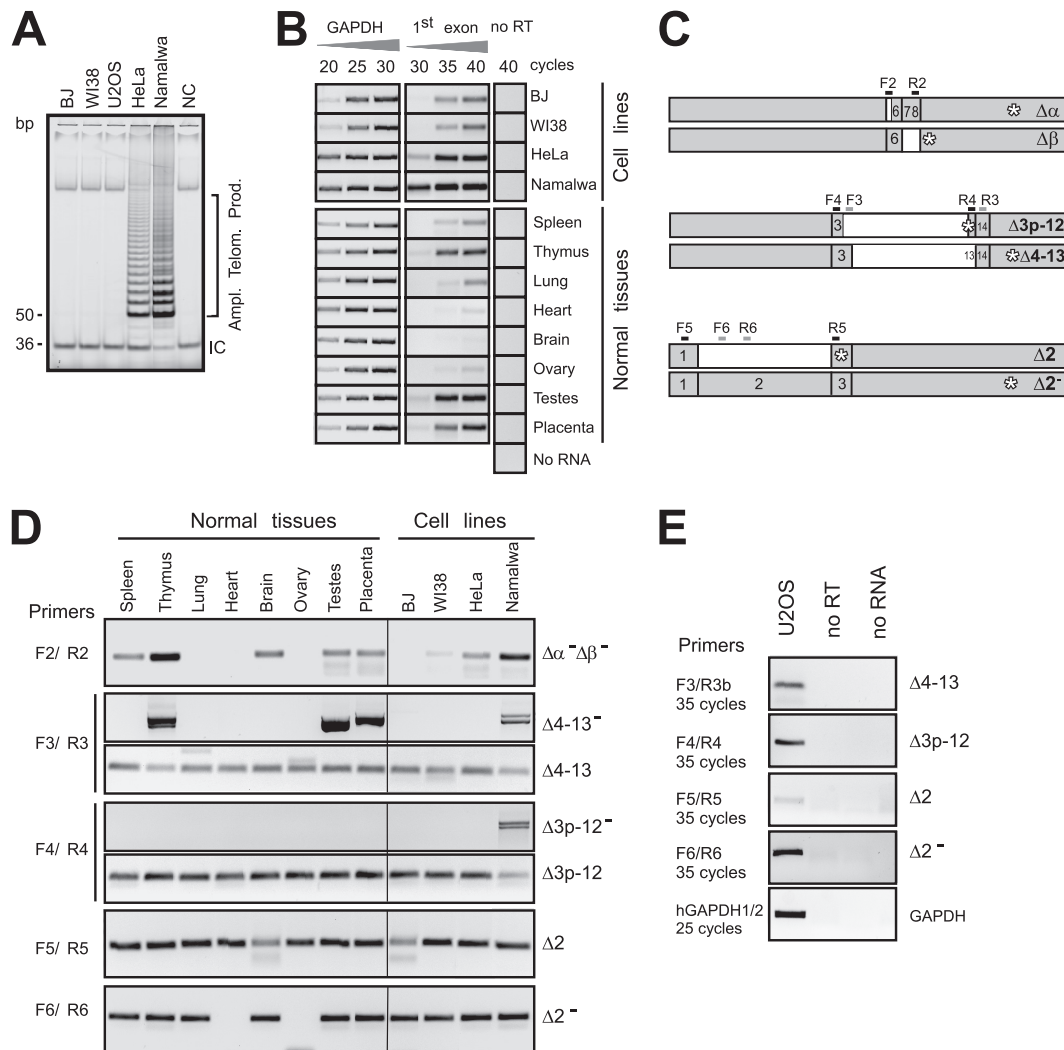 A
BJ
WI38
U2OS
HeLa
Namalwa
NC
bp
50
36
Ampl. Telom. Prod.
IC
B
GAPDH
1st exon
no RT
20 25 30 30 35 40 40 cycles
BJ
WI38
HeLa
Namalwa
Cell lines
Spleen
Thymus
Lung
Heart
Brain
Ovary
Testes
Placenta
No RNA
Normal tissues
C
F2 R2
6 7 8 * Δα
6 * Δβ
F4 F3 R4 R3
3 * 14 Δ3p-12
3 13 14 * Δ4-13
F5 F6 R6 R5
1 * Δ2
1 2 3 * Δ2-
D
Normal tissues
Cell lines
Primers
Spleen
Thymus
Lung
Heart
Brain
Ovary
Testes
Placenta
BJ
WI38
HeLa
Namalwa
F2/ R2 Δα-Δβ-
F3/ R3
Δ4-13-
Δ4-13
F4/ R4
Δ3p-12-
Δ3p-12
F5/ R5 Δ2
F6/ R6 Δ2-
E
U2OS
no RT
no RNA
Primers
F3/R3b Δ4-13
35 cycles
F4/R4 Δ3p-12
35 cycles
F5/R5 Δ2
35 cycles
F6/R6 Δ2-
35 cycles
hGAPDH1/2 GAPDH
25 cycles